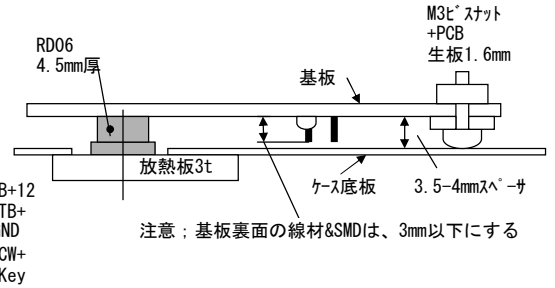 M3ﾋﾞｽﾅｯﾄ
+PCB
生板1.6mm
RD06
4.5mm厚
基板
放熱板3t
ｹｰｽ底板
3.5-4mmｽﾍﾟｰｻ
B+12
TB+
GND
CW+
Key
注意；基板裏面の線材&SMDは、3mm以下にする